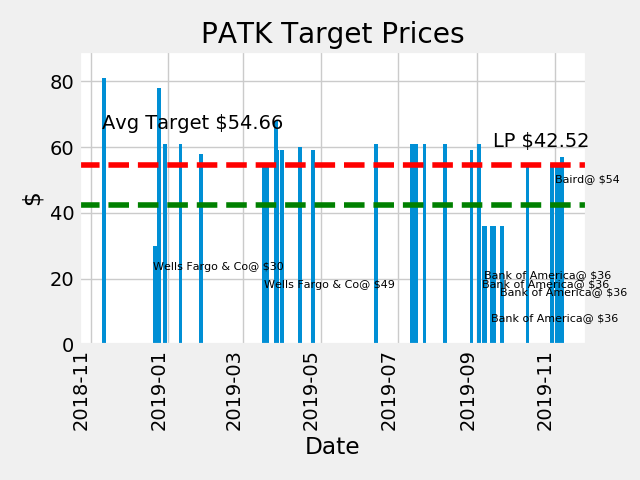 PATK Target Prices
80
60
40
20
0
$
Avg Target $54.66
LP $42.52
Baird@ $54
Wells Fargo & Co@ $30
Wells Fargo & Co@ $49
Bank of America@ $36
Bank of America@ $36
Bank of America@ $36
Bank of America@ $36
2018-11
2019-01
2019-03
2019-05
2019-07
2019-09
2019-11
Date